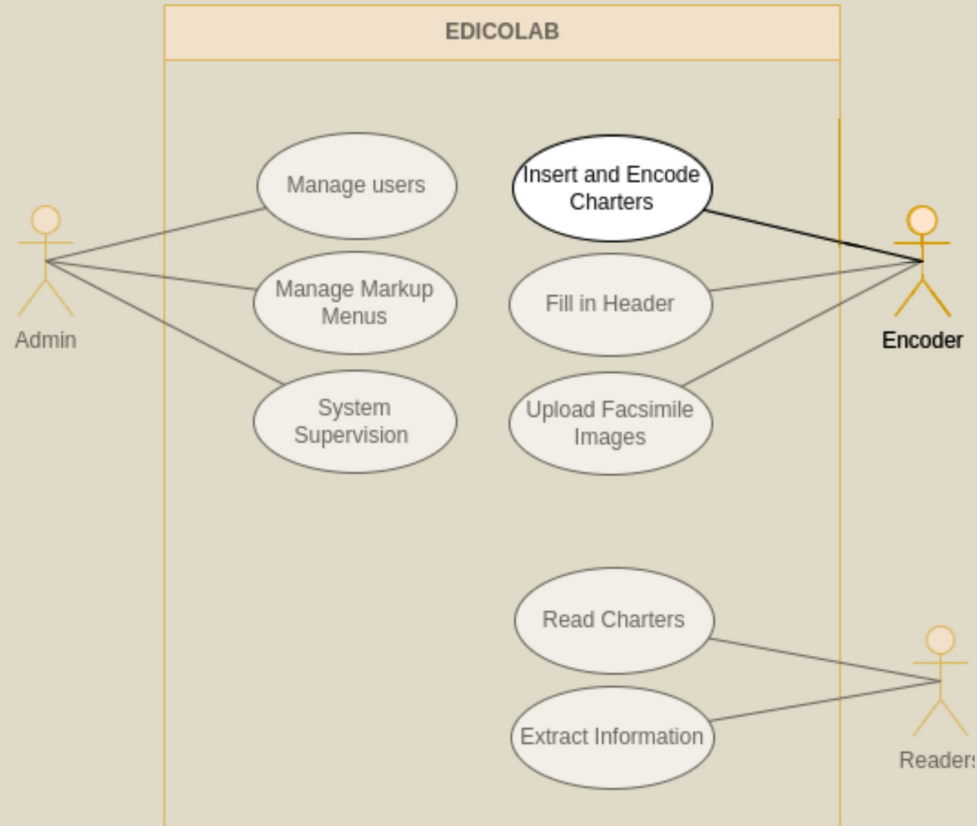 EDICOLAB
Manage users
Insert and Encode
Charters
Manage Markup
Menus
Fill in Header
Admin
Encoder
System
Supervision
Upload Facsimile
Images
Read Charters
Extract Information
Readers